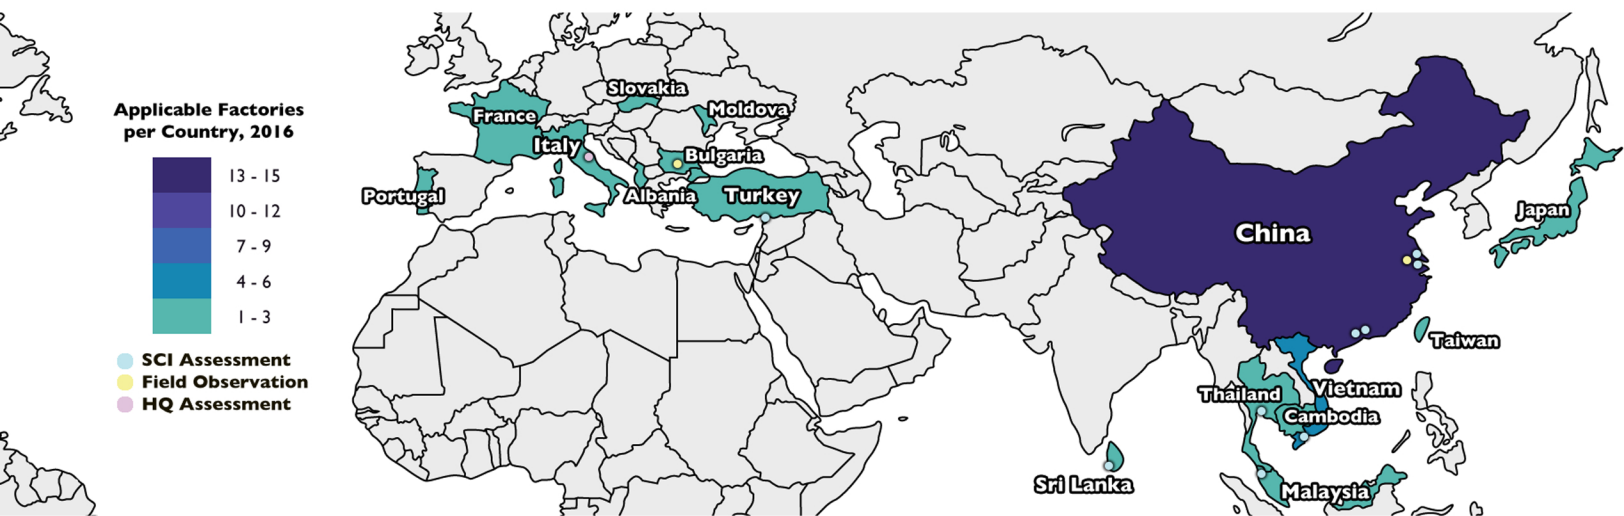 Applicable Factories
per Country, 2016
13 - 15
10 - 12
7 - 9
4 - 6
1 - 3
SCI Assessment
Field Observation
HQ Assessment
Slovakia
France
Moldova
Italy
Bulgaria
Portugal
Albania
Turkey
China
Japan
Taiwan
Thailand
Vietnam
Cambodia
Sri Lanka
Malaysia